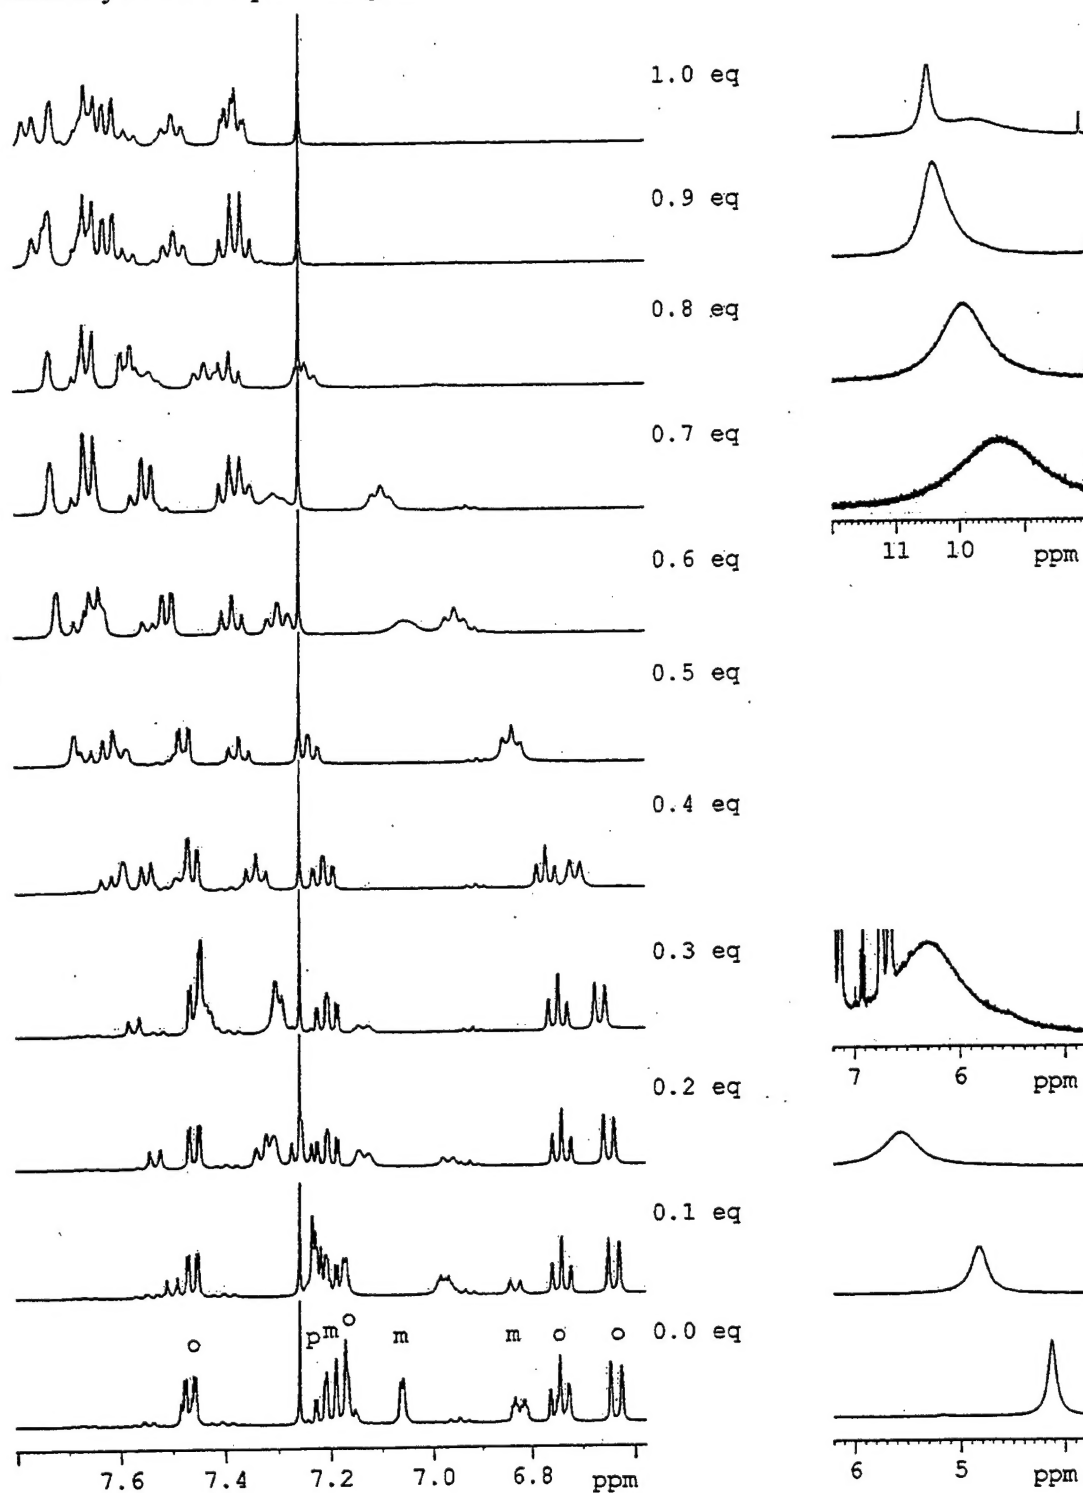 1.0 eq
0.9 eq
0.8 eq
0.7 eq
11 10 ppm
0.6 eq
0.5 eq
0.4 eq
0.3 eq
7 6 ppm
0.2 eq
0.1 eq
0.0 eq
o p m o m m o o
7.6 7.4 7.2 7.0 6.8 ppm
6 5 ppm